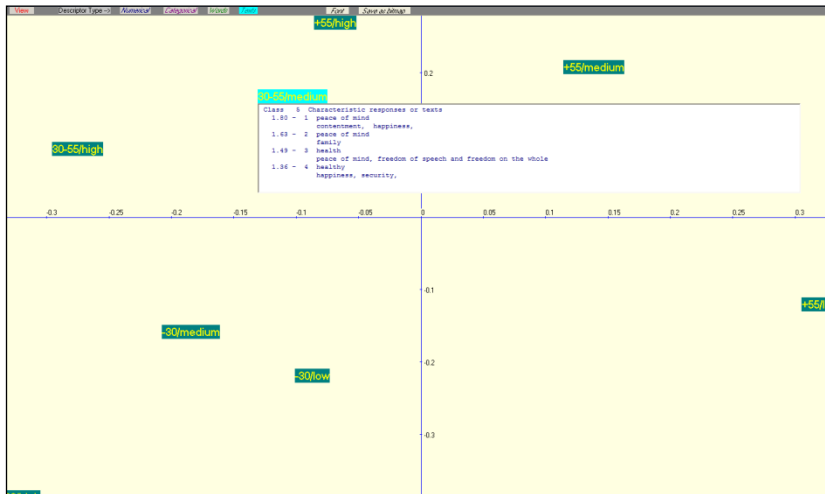 View Descriptor Type -> Numerical Categorical Words Texts Font Save as bitmap
+55/high
+55/medium
0.2
30-55/medium
Class % Characteristic responses or texts
1.80 - 1 peace of mind
contentment, happiness,
1.63 - 2 peace of mind
family
1.49 - 3 health
peace of mind, freedom of speech and freedom on the whole
1.36 - 4 healthy
happiness, security,
30-55/high
-0.3 -0.25 -0.2 -0.15 -0.1 -0.05 0 0.05 0.1 0.15 0.2 0.25 0.3
-0.1
+55/l
-30/medium
-0.2
-30/low
-0.3